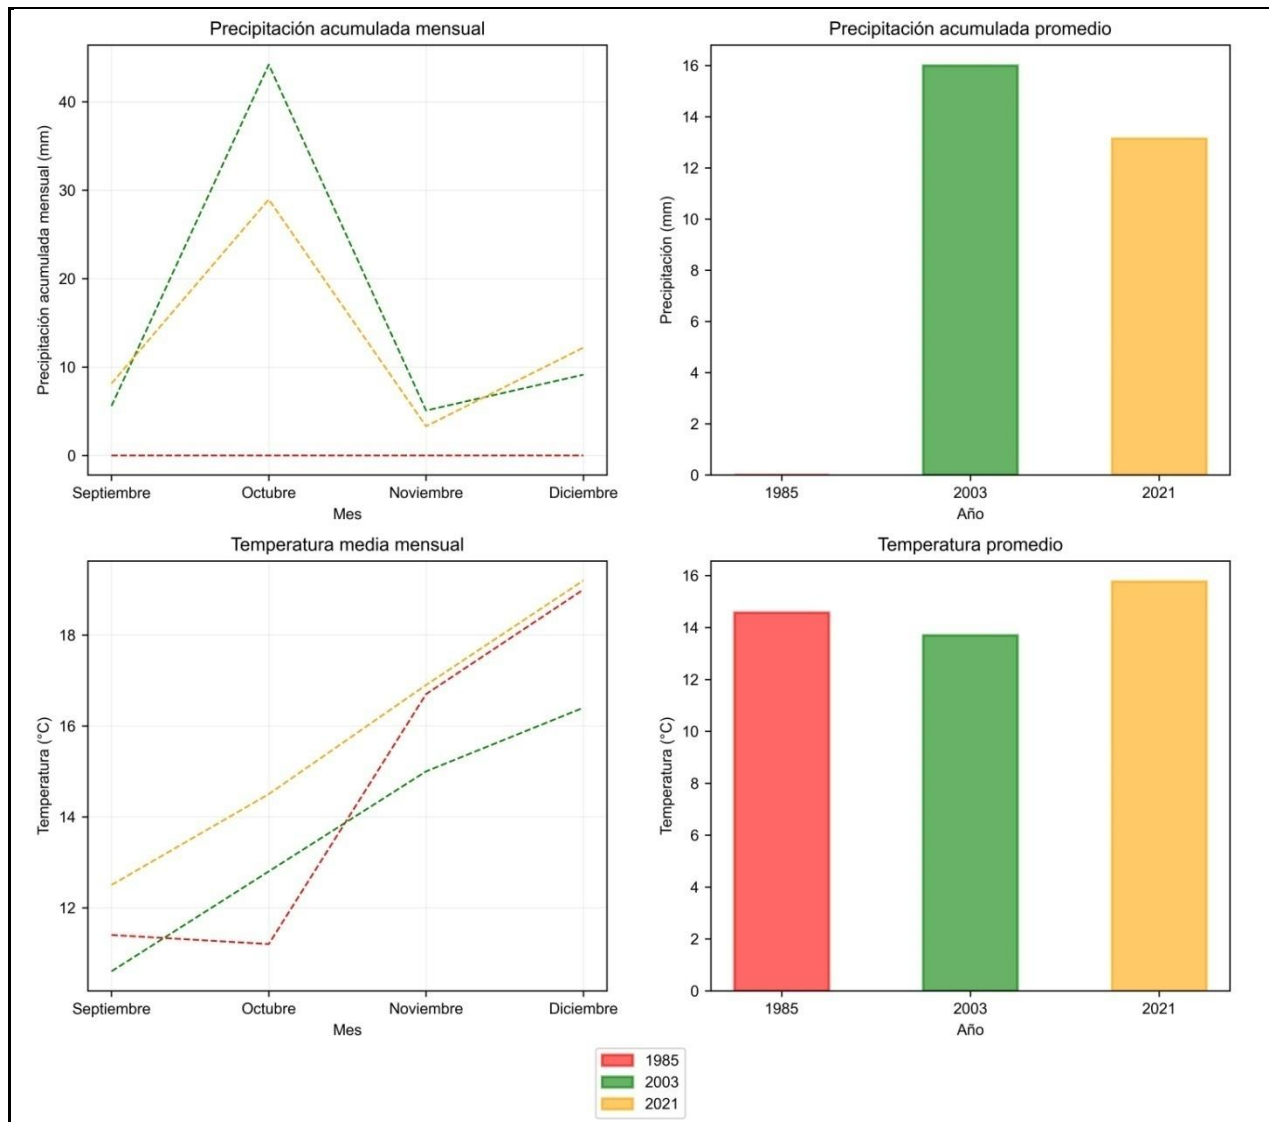 Precipitación acumulada mensual
Precipitación acumulada mensual (mm)
40
30
20
10
0
Septiembre Octubre Noviembre Diciembre
Mes
Precipitación acumulada promedio
Precipitación (mm)
16
14
12
10
8
6
4
2
0
1985 2003 2021
Año
Temperatura media mensual
Temperatura (°C)
18
16
14
12
Septiembre Octubre Noviembre Diciembre
Mes
Temperatura promedio
Temperatura (°C)
16
14
12
10
8
6
4
2
0
1985 2003 2021
Año
1985
2003
2021